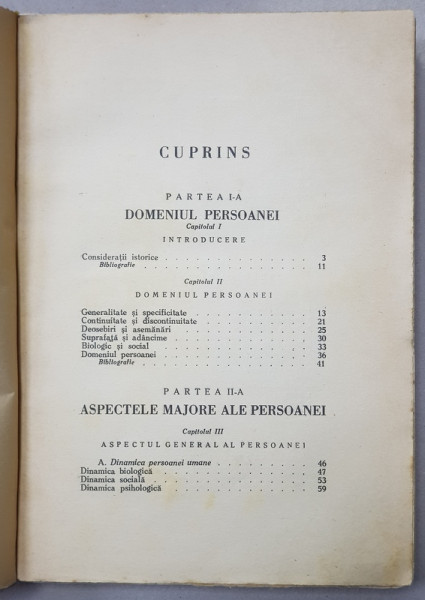 CUPRINS
PARTEA I-A
DOMENIUL PERSOANEI
Capitolul I
INTRODUCERE
Considerații istorice . . . . . . . . . . . . 3
Bibliografie . . . . . . . . . . . . 11
Capitolul II
DOMENIUL PERSOANEI
Generalitate și specificitate . . . . . . . . . 13
Continuitate și discontinuitate . . . . . . . . 21
Deosebiri și asemănări . . . . . . . . . . 25
Suprafață și adâncime . . . . . . . . . . 30
Biologic și social . . . . . . . . . . . 33
Domeniul persoanei . . . . . . . . . . . 36
Bibliografie . . . . . . . . . . . . 41
PARTEA II-A
ASPECTELE MAJORE ALE PERSOANEI
Capitolul III
ASPECTUL GENERAL AL PERSOANEI
A. Dinamica persoanei umane . . . . . . . . 46
Dinamica biologică . . . . . . . . . . . 47
Dinamica socială . . . . . . . . . . . 53
Dinamica psihologică . . . . . . . . . . 59